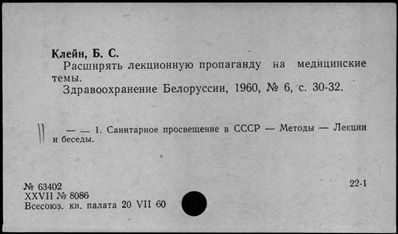 Клейн, Б. С.
Расширять лекционную пропаганду на медицинские
темы.
Здравоохранение Белоруссии, 1960, № 6, с. 30-32.
— — 1. Санитарное просвещение в СССР — Методы — Лекции
и беседы.
№ 63402
22-1
XXVII № 8086
Всесоюз. кн. палата 20 VII 60